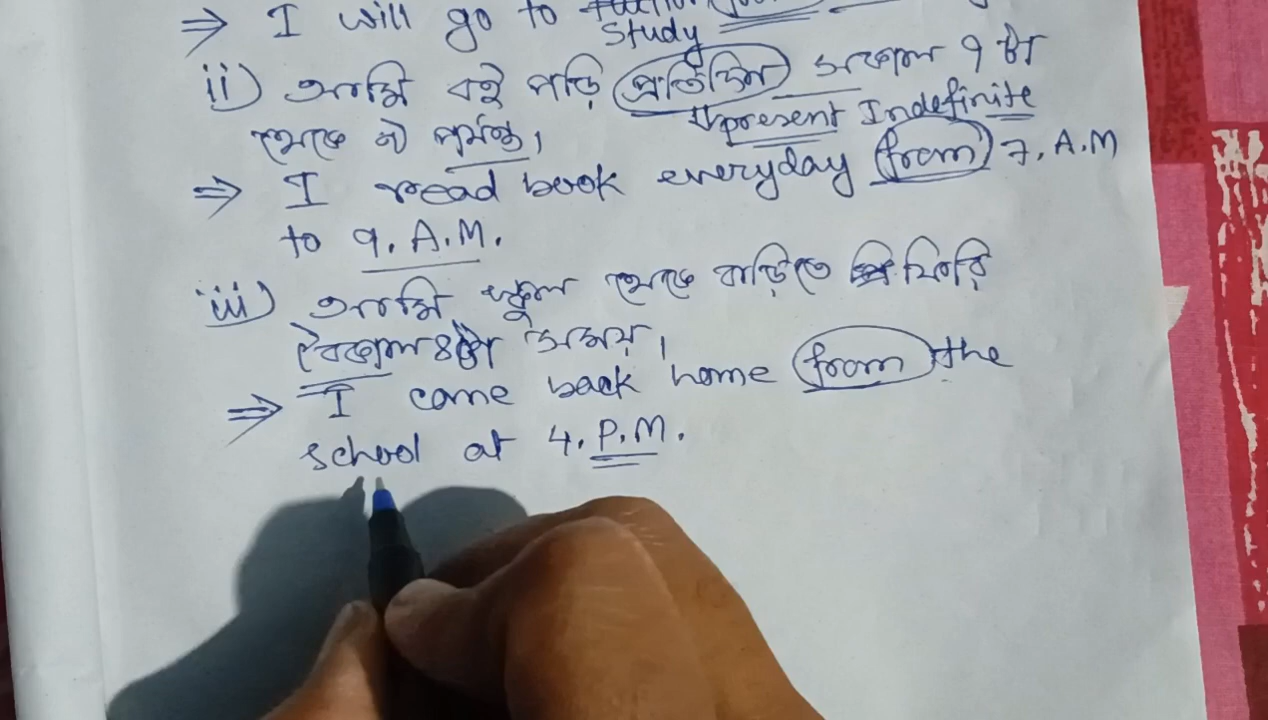 ⇒ I will go to
study
ii) আমি বই পড়ি প্রতিদিন সকাল ৭ টা
present Indefinite
থেকে ৯ পর্যন্ত।
⇒ I read book everyday from 7. A.M
to 9. A.M.
iii) আমি স্কুল থেকে বাড়িতে ফিরি
বৈকাল ৪টা সময়।
⇒ I come back home from the
school at 4. P.M.